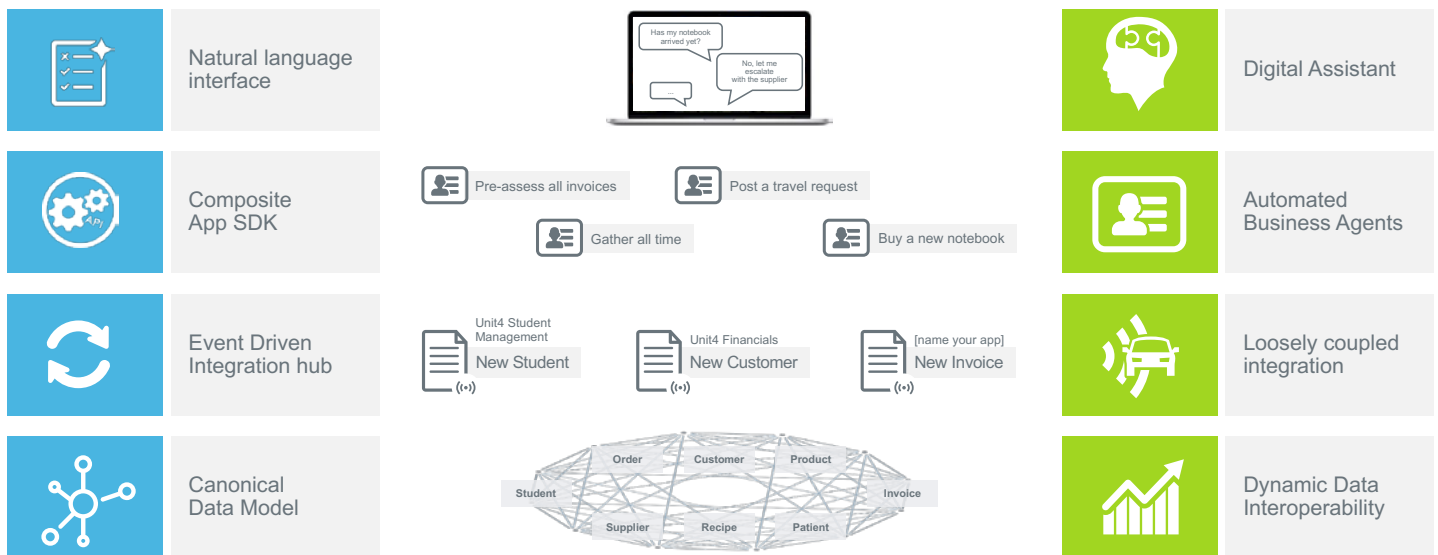 Natural language
interface
Has my notebook
arrived yet?
No, let me
escalate
with the supplier
...
Digital Assistant
API
Composite
App SDK
Pre-assess all invoices
Post a travel request
Gather all time
Buy a new notebook
Automated
Business Agents
Event Driven
Integration hub
Unit4 Student
Management
New Student
Unit4 Financials
New Customer
[name your app]
New Invoice
Loosely coupled
integration
Canonical
Data Model
Order
Customer
Product
Student
Invoice
Supplier
Recipe
Patient
Dynamic Data
Interoperability